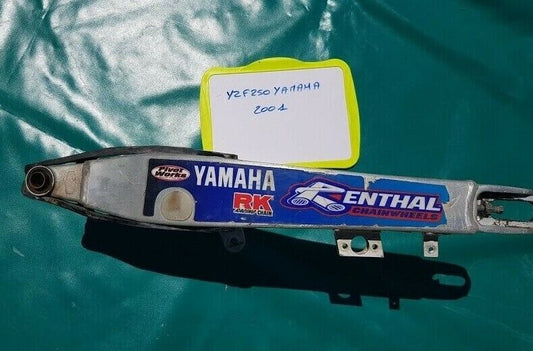 YZF250 YAMAHA
2001
Pivot
Works
YAMAHA
RK
RENTHAL
CHAINWHEELS